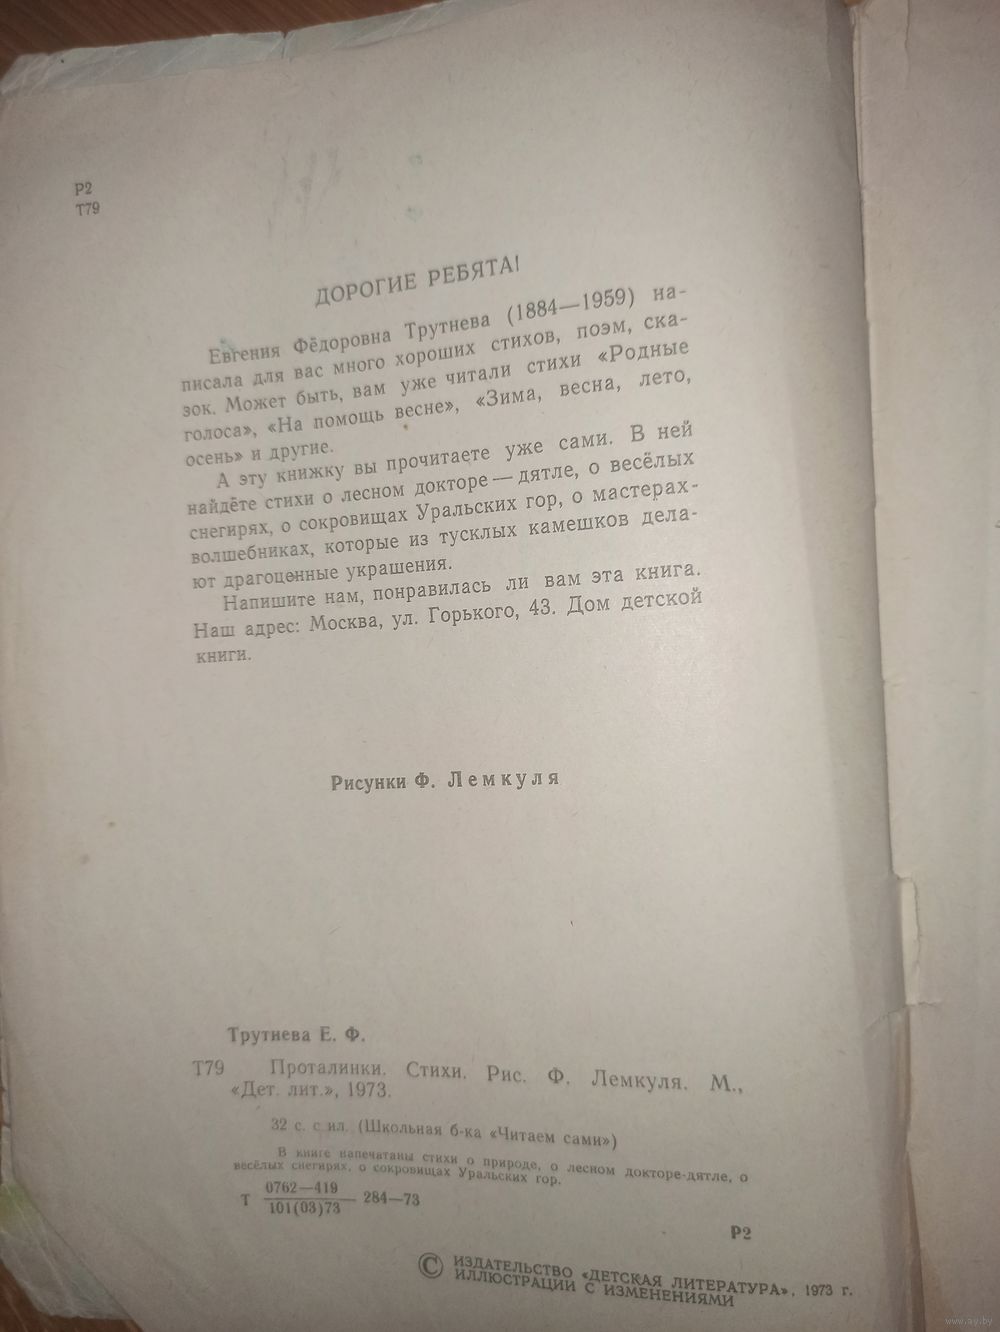 Р2
Т79
ДОРОГИЕ РЕБЯТА!
Евгения Фёдоровна Трутнева (1884—1959) на-
писала для вас много хороших стихов, поэм, ска-
зок. Может быть, вам уже читали стихи «Родные
голоса», «На помощь весне», «Зима, весна, лето,
осень» и другие.
А эту книжку вы прочитаете уже сами. В ней
найдёте стихи о лесном докторе — дятле, о весёлых
снегирях, о сокровищах Уральских гор, о мастерах-
волшебниках, которые из тусклых камешков дела-
ют драгоценные украшения.
Напишите нам, понравилась ли вам эта книга.
Наш адрес: Москва, ул. Горького, 43. Дом детской
книги.
Рисунки Ф. Лемкуля
Трутнева Е. Ф.
Т79 Проталинки. Стихи. Рис. Ф. Лемкуля. М.,
«Дет. лит.», 1973.
32 с. с ил. (Школьная б-ка «Читаем сами»)
В книге напечатаны стихи о природе, о лесном докторе-дятле, о
весёлых снегирях, о сокровищах Уральских гор.
0762—419
Т 284—73
101(03)73
Р2
© ИЗДАТЕЛЬСТВО «ДЕТСКАЯ ЛИТЕРАТУРА», 1973 г.
ИЛЛЮСТРАЦИИ С ИЗМЕНЕНИЯМИ
www.ay.by